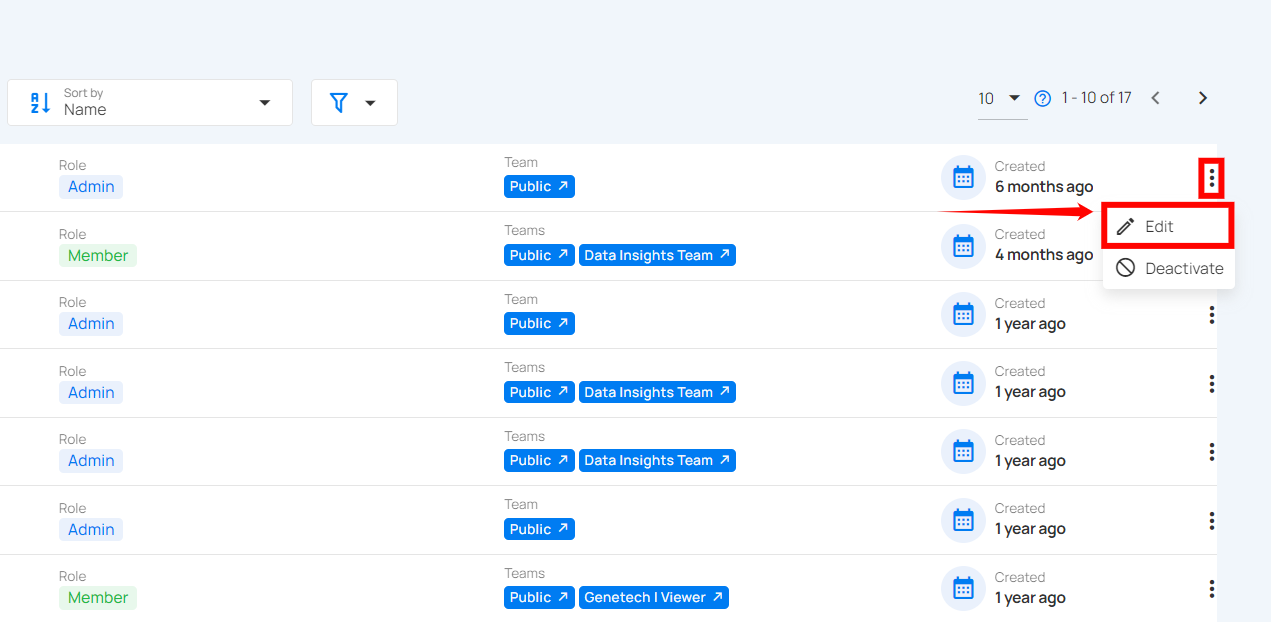 Sort by
Name
10
1 - 10 of 17
Role
Admin
Team
Public
Created
6 months ago
Edit
Deactivate
Role
Member
Teams
Public Data Insights Team
Created
4 months ago
Role
Admin
Team
Public
Created
1 year ago
Role
Admin
Teams
Public Data Insights Team
Created
1 year ago
Role
Admin
Teams
Public Data Insights Team
Created
1 year ago
Role
Admin
Team
Public
Created
1 year ago
Role
Member
Teams
Public Genetech | Viewer
Created
1 year ago